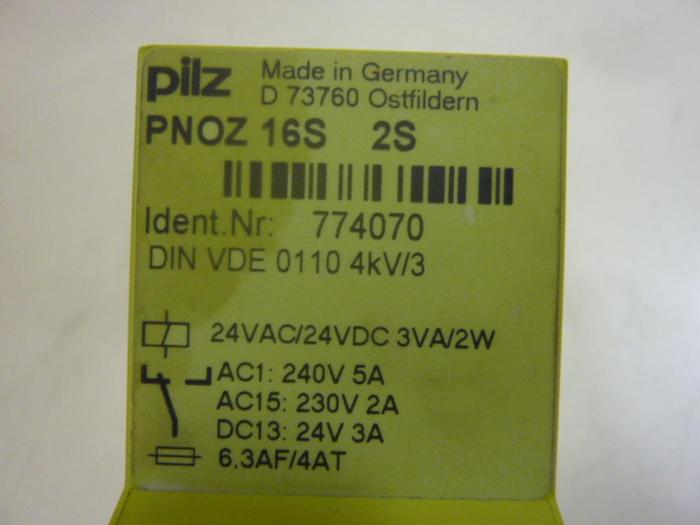 pilz Made in Germany
D 73760 Ostfildern
PNOZ 16S 2S
Ident.Nr: 774070
DIN VDE 0110 4kV/3
24VAC/24VDC 3VA/2W
AC1: 240V 5A
AC15: 230V 2A
DC13: 24V 3A
6,3AF/4AT